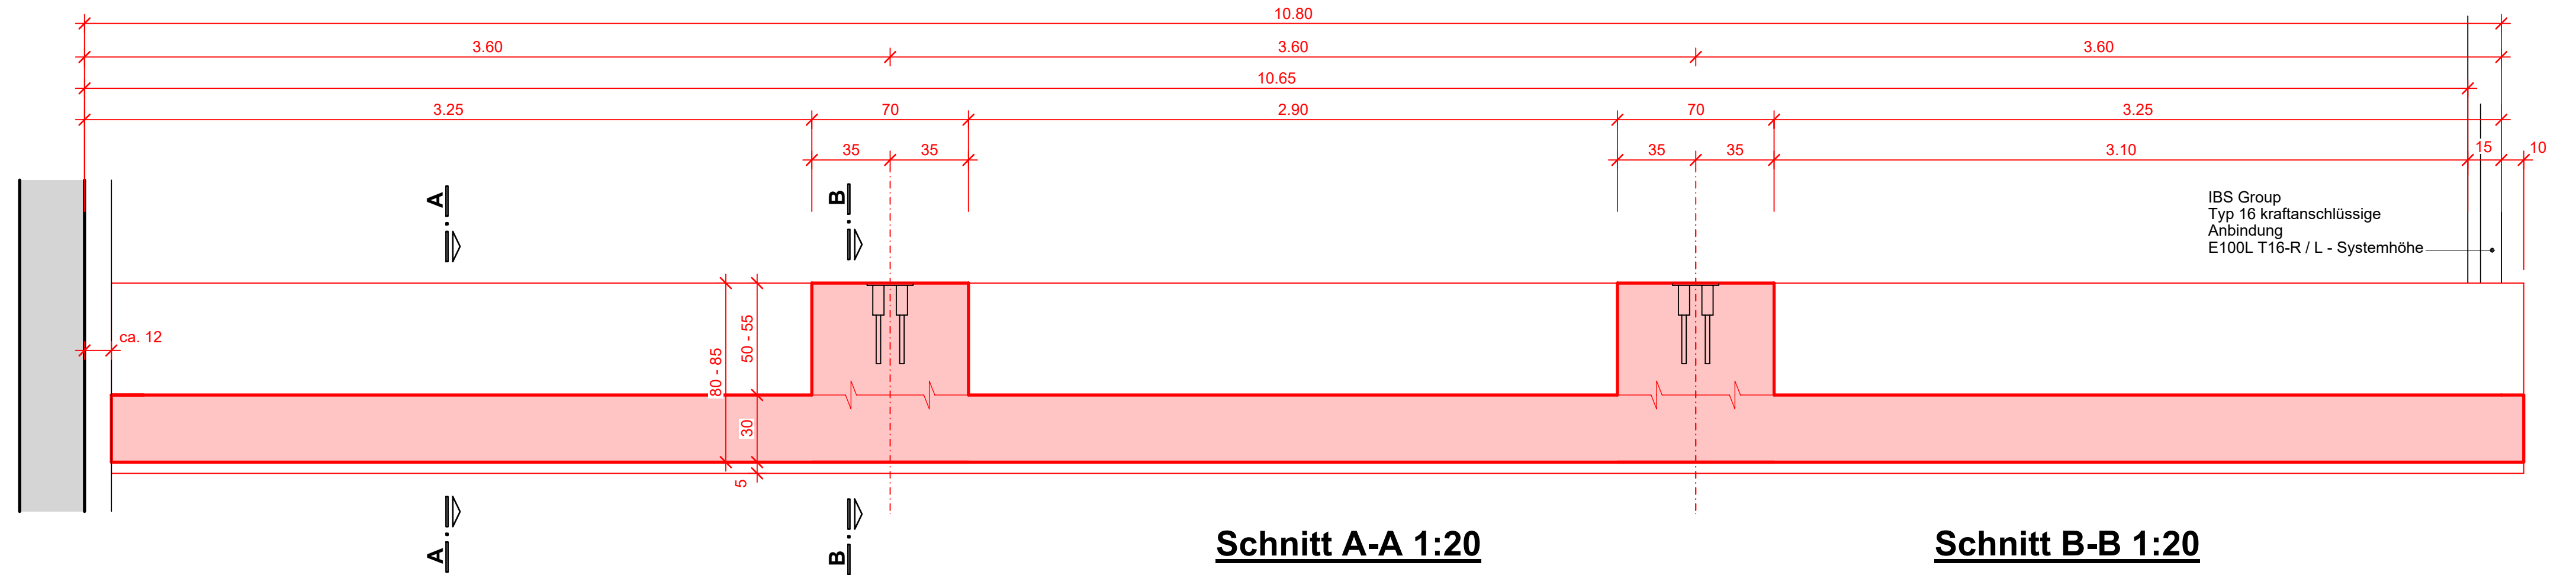 10.80
3.60 3.60 3.60
10.65
3.25 70 2.90 70 3.25
35 35 35 35 3.10 15 10
A B
IBS Group
Typ 16 kraftanschlüssige
Anbindung
E100L T16-R / L - Systemhöhe
ca. 12
80 - 85
50 - 55
30
5
A B
Schnitt A-A 1:20 Schnitt B-B 1:20